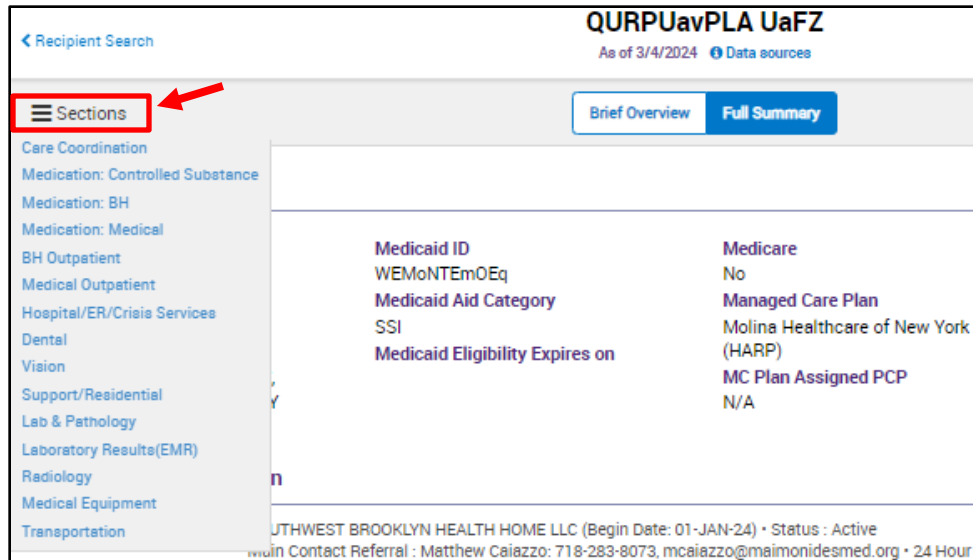 QURPUavPLA UaFZ
Recipient Search
As of 3/4/2024 Data sources
Sections
Brief Overview Full Summary
Care Coordination
Medication: Controlled Substance
Medication: BH
Medication: Medical
BH Outpatient
Medical Outpatient
Hospital/ER/Crisis Services
Dental
Vision
Support/Residential
Lab & Pathology
Laboratory Results(EMR)
Radiology
Medical Equipment
Transportation
Medicaid ID
WEMoNTEmOEq
Medicaid Aid Category
SSI
Medicaid Eligibility Expires on
Medicare
No
Managed Care Plan
Molina Healthcare of New York
(HARP)
MC Plan Assigned PCP
N/A
,
Y
n
UTHWEST BROOKLYN HEALTH HOME LLC (Begin Date: 01-JAN-24) • Status : Active
Main Contact Referral : Matthew Caiazzo: 718-283-8073, mcaiazzo@maimonidesmed.org • 24 Hour